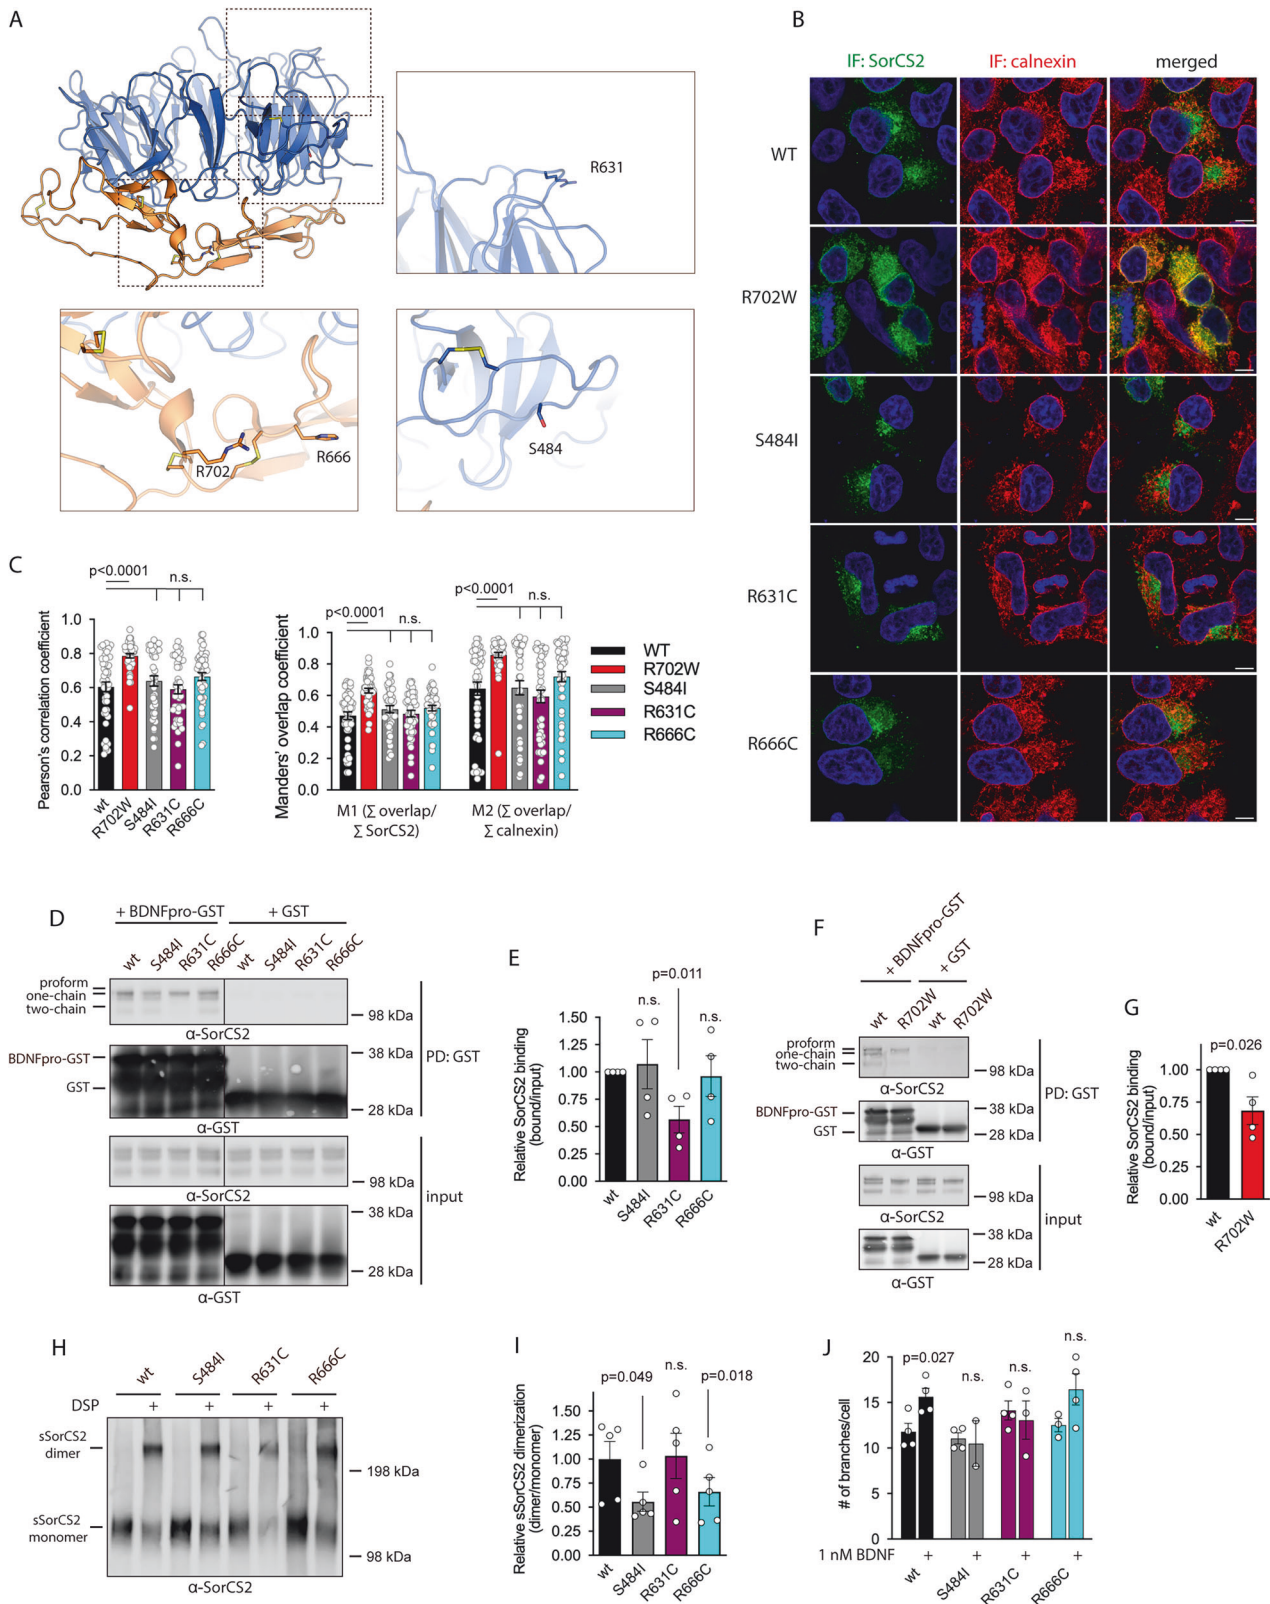 A
R631
R702
R666
S484
B
IF: SorCS2 IF: calnexin merged
WT
R702W
S484I
R631C
R666C
C
Pearson's correlation coefficient
1.0
0.8
0.6
0.4
0.2
0.0
p<0.0001
n.s.
wt R702W S484I R631C R666C
Manders' overlap coefficient
1.0
0.8
0.6
0.4
0.2
0.0
p<0.0001 n.s.
p<0.0001 n.s.
M1 (Σ overlap/
Σ SorCS2)
M2 (Σ overlap/
Σ calnexin)
WT
R702W
S484I
R631C
R666C
D
+ BDNFpro-GST + GST
wt S484I R631C R666C wt S484I R631C R666C
proform
one-chain
two-chain
98 kDa
α-SorCS2
BDNFpro-GST
GST
38 kDa
28 kDa
α-GST
PD: GST
98 kDa
α-SorCS2
38 kDa
28 kDa
α-GST
input
E
Relative SorCS2 binding
(bound/input)
1.50
1.25
1.00
0.75
0.50
0.25
0.00
n.s.
p=0.011
n.s.
wt S484I R631C R666C
F
+ BDNFpro-GST
+ GST
wt R702W wt R702W
proform
one-chain
two-chain
98 kDa
α-SorCS2
BDNFpro-GST
GST
38 kDa
28 kDa
α-GST
PD: GST
98 kDa
α-SorCS2
38 kDa
28 kDa
α-GST
input
G
Relative SorCS2 binding
(bound/input)
p=0.026
1.00
0.75
0.50
0.25
0.00
wt R702W
H
wt S484I R631C R666C
DSP + + + +
sSorCS2
dimer
198 kDa
sSorCS2
monomer
98 kDa
α-SorCS2
I
Relative sSorCS2 dimerization
(dimer/monomer)
1.50
1.25
1.00
0.75
0.50
0.25
0.00
p=0.049
n.s.
p=0.018
wt S484I R631C R666C
J
# of branches/cell
20
15
10
5
0
p=0.027
n.s.
n.s.
n.s.
1 nM BDNF + + + +
wt S484I R631C R666C